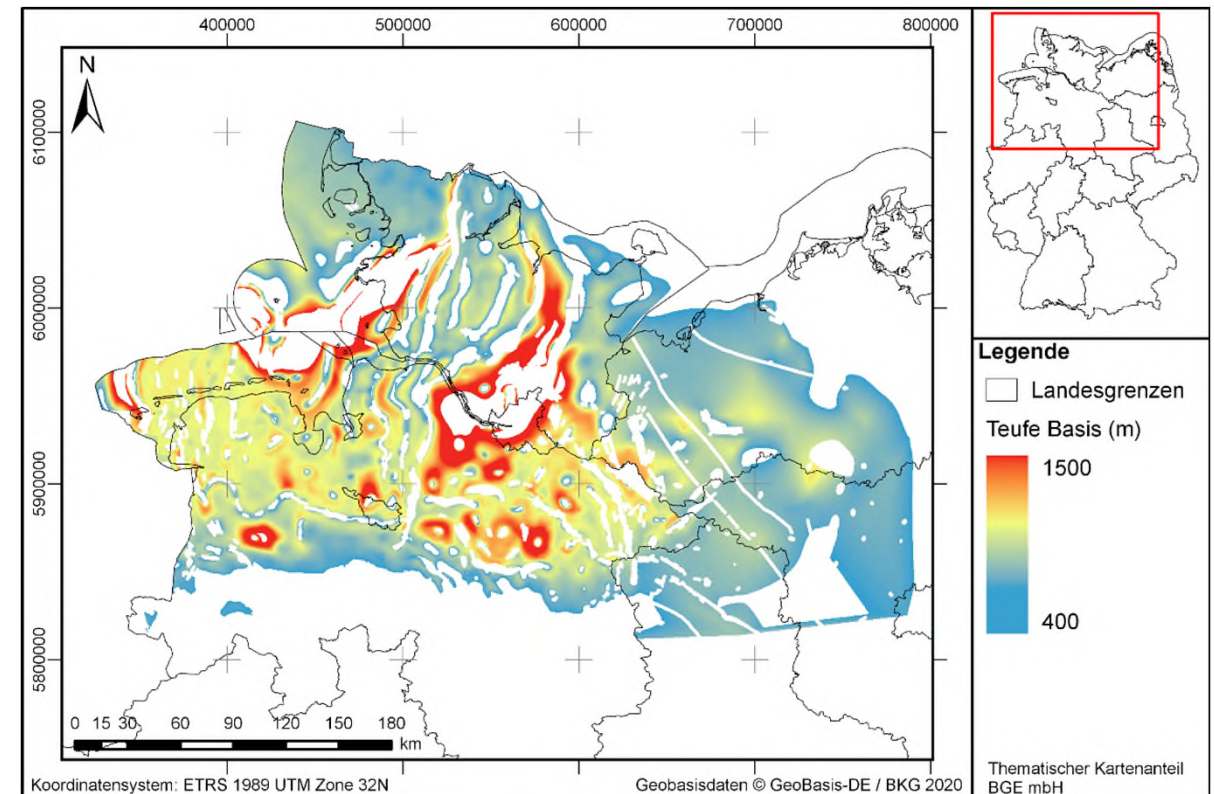 400000 500000 600000 700000 800000
N
6100000
6000000
5900000
5800000
0 15 30 60 90 120 150 180
km
Koordinatensystem: ETRS 1989 UTM Zone 32N
Geobasisdaten © GeoBasis-DE / BKG 2020
Legende
Landesgrenzen
Teufe Basis (m)
1500
400
Thematischer Kartenanteil
BGE mbH